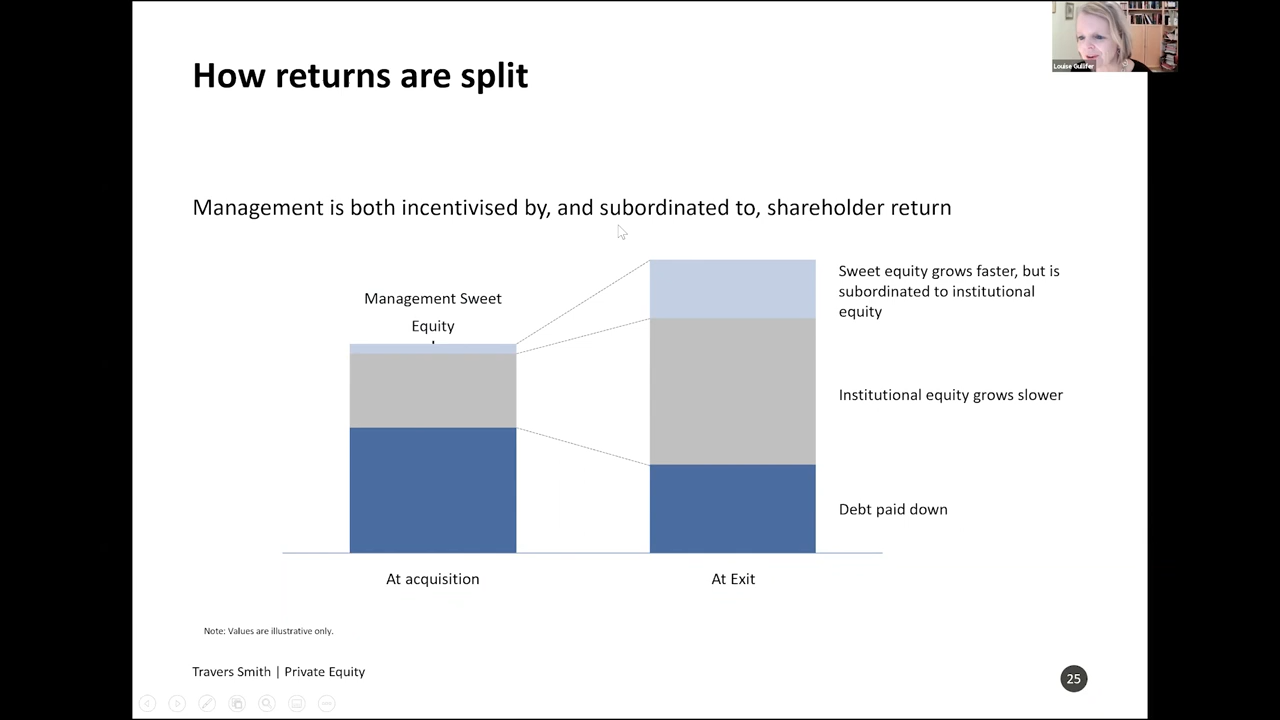 Louise Gullifer
How returns are split
Management is both incentivised by, and subordinated to, shareholder return
Management Sweet
Equity
Sweet equity grows faster, but is
subordinated to institutional
equity
Institutional equity grows slower
Debt paid down
At acquisition
At Exit
Note: Values are illustrative only.
Travers Smith | Private Equity
25